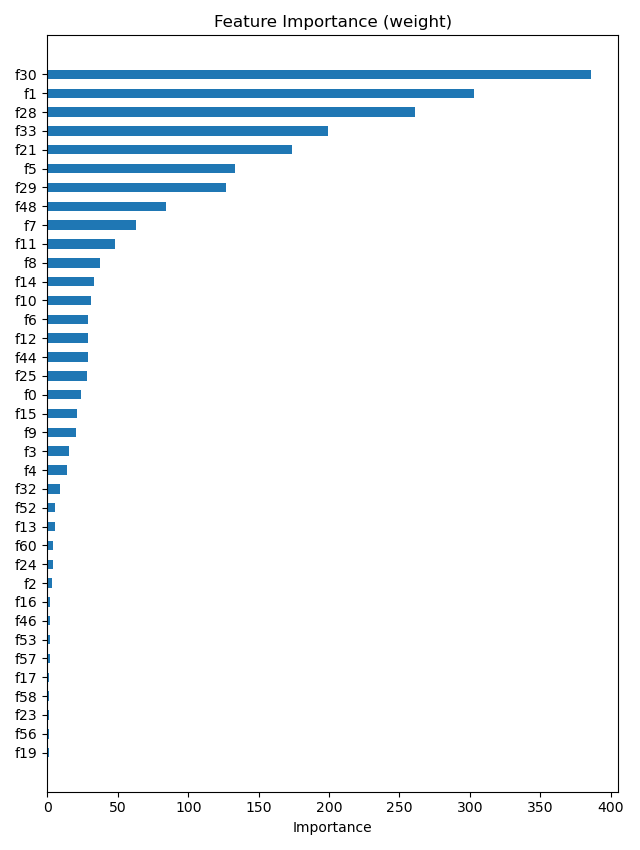 Feature Importance (weight)
f30
f1
f28
f33
f21
f5
f29
f48
f7
f11
f8
f14
f10
f6
f12
f44
f25
f0
f15
f9
f3
f4
f32
f52
f13
f60
f24
f2
f16
f46
f53
f57
f17
f58
f23
f56
f19
0 50 100 150 200 250 300 350 400
Importance